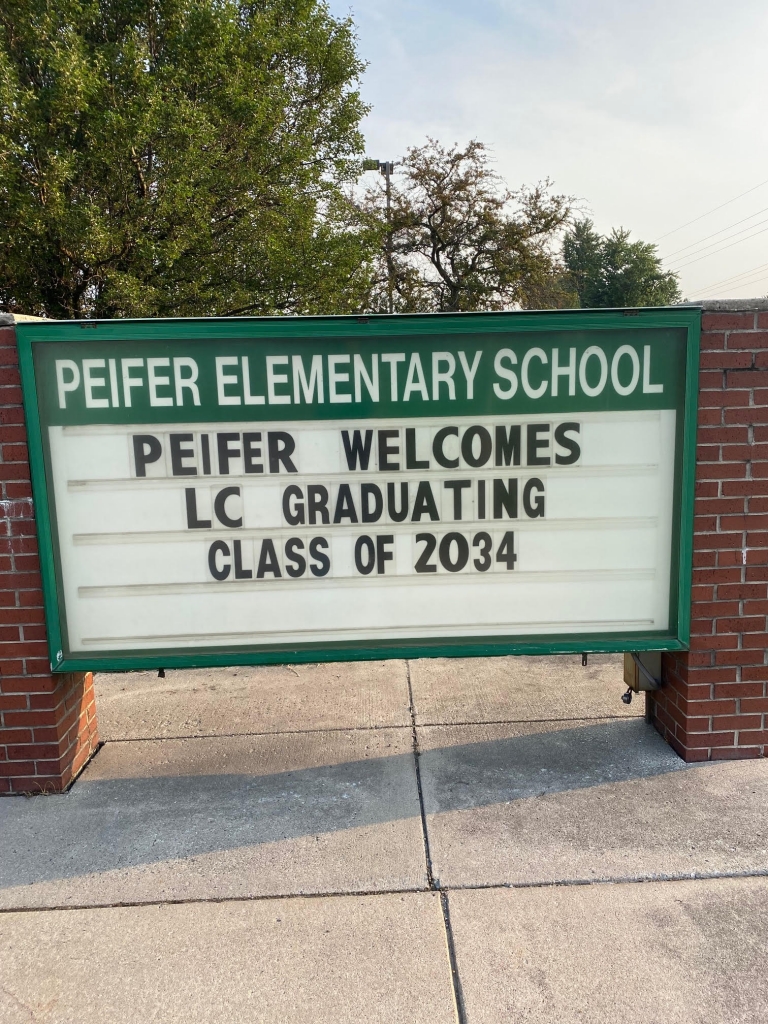 PEIFER ELEMENTARY SCHOOL
PEIFER WELCOMES
LC GRADUATING
CLASS OF 2034